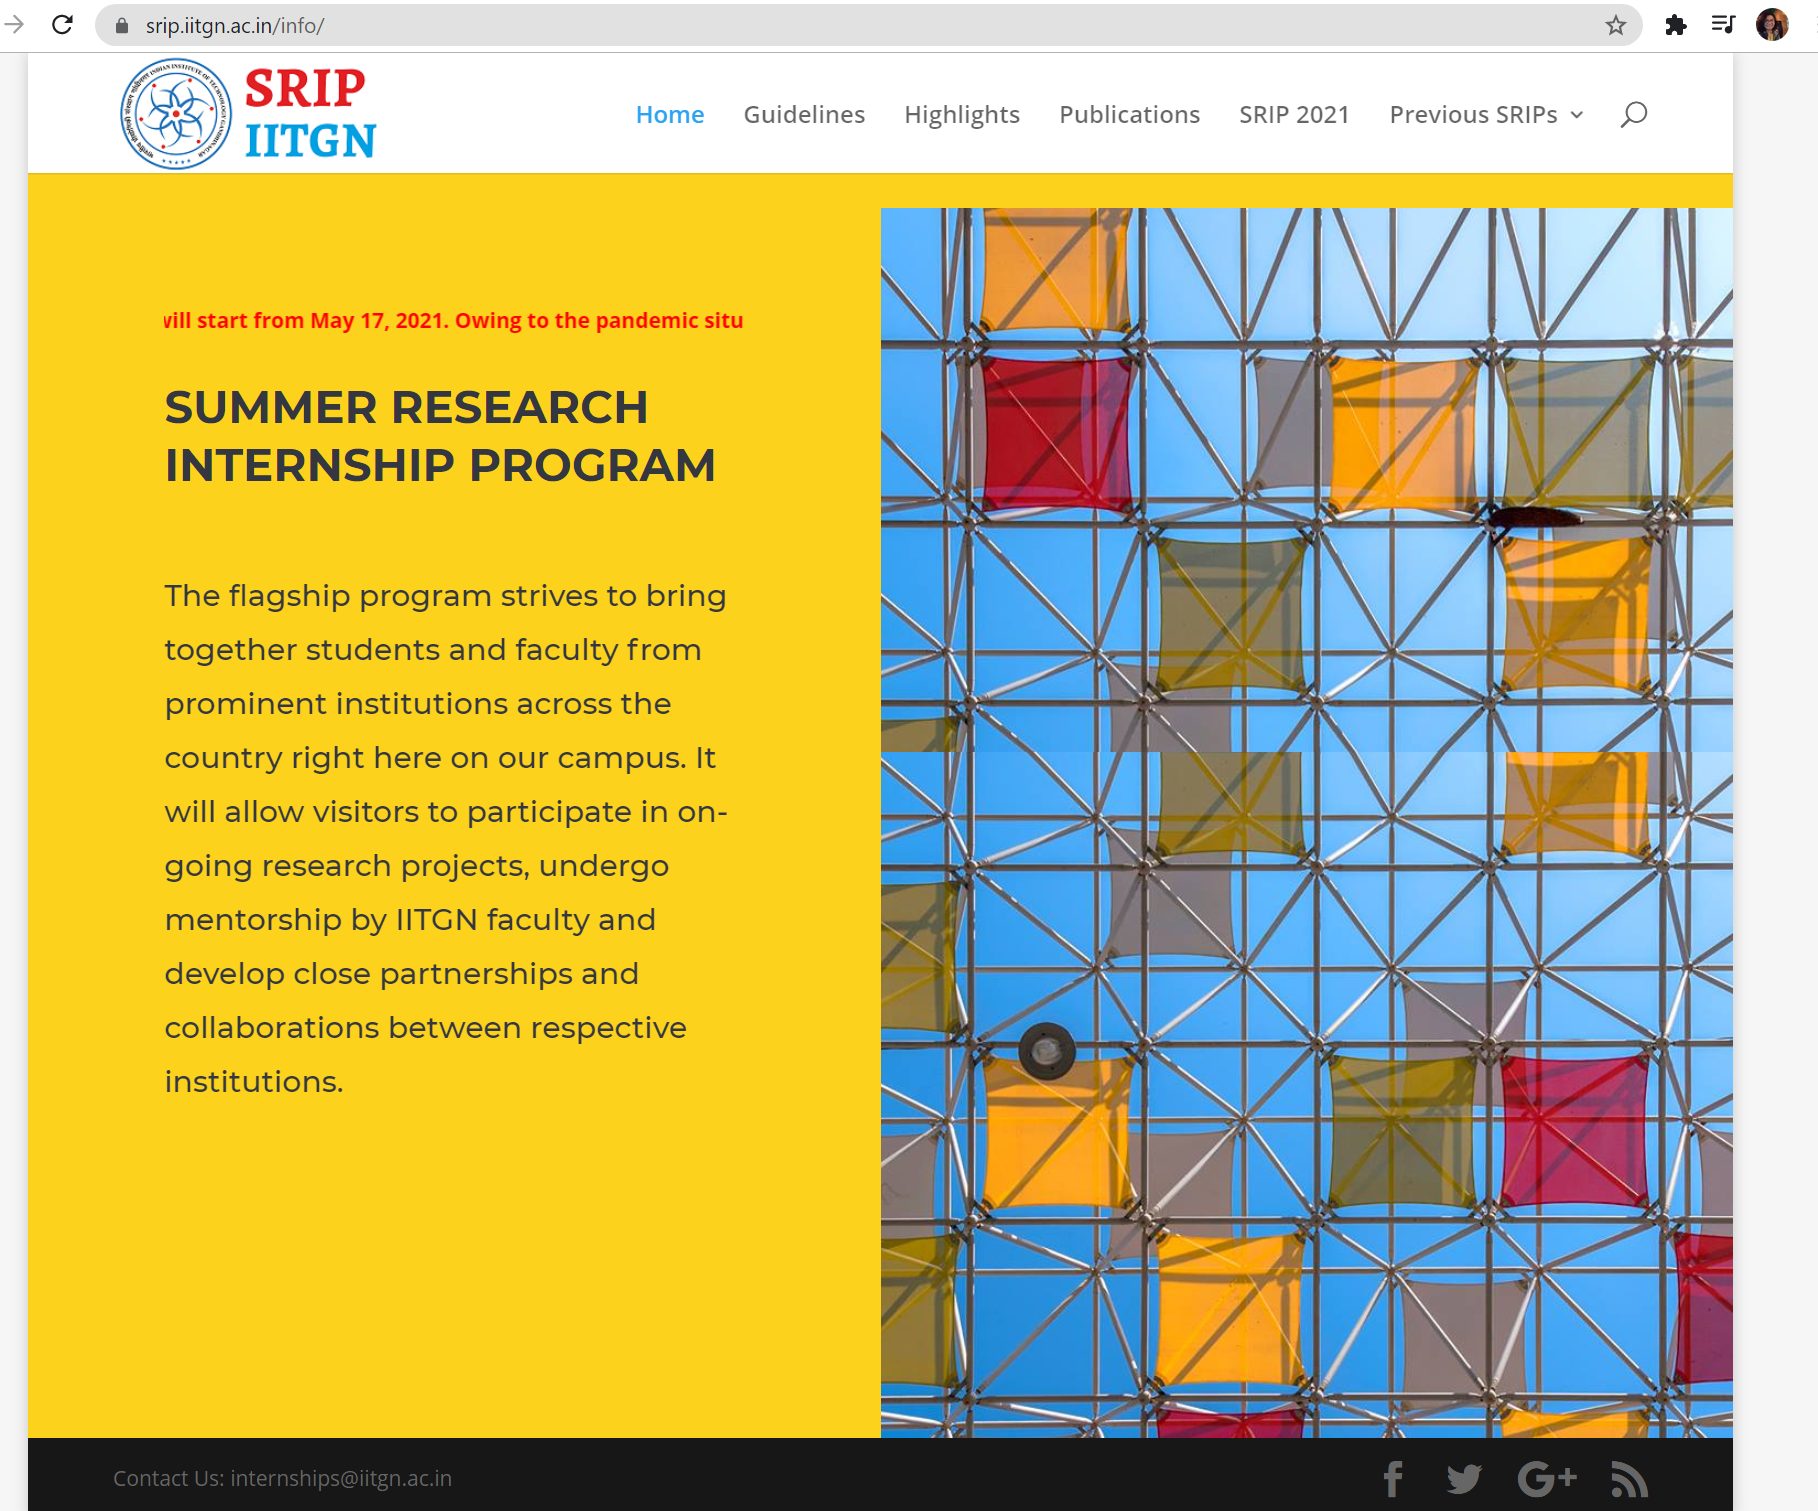 srip.iitgn.ac.in/info/
SRIP
IITGN
Home Guidelines Highlights Publications SRIP 2021 Previous SRIPs
will start from May 17, 2021. Owing to the pandemic situ
SUMMER RESEARCH
INTERNSHIP PROGRAM
The flagship program strives to bring
together students and faculty from
prominent institutions across the
country right here on our campus. It
will allow visitors to participate in on-
going research projects, undergo
mentorship by IITGN faculty and
develop close partnerships and
collaborations between respective
institutions.
Contact Us: internships@iitgn.ac.in